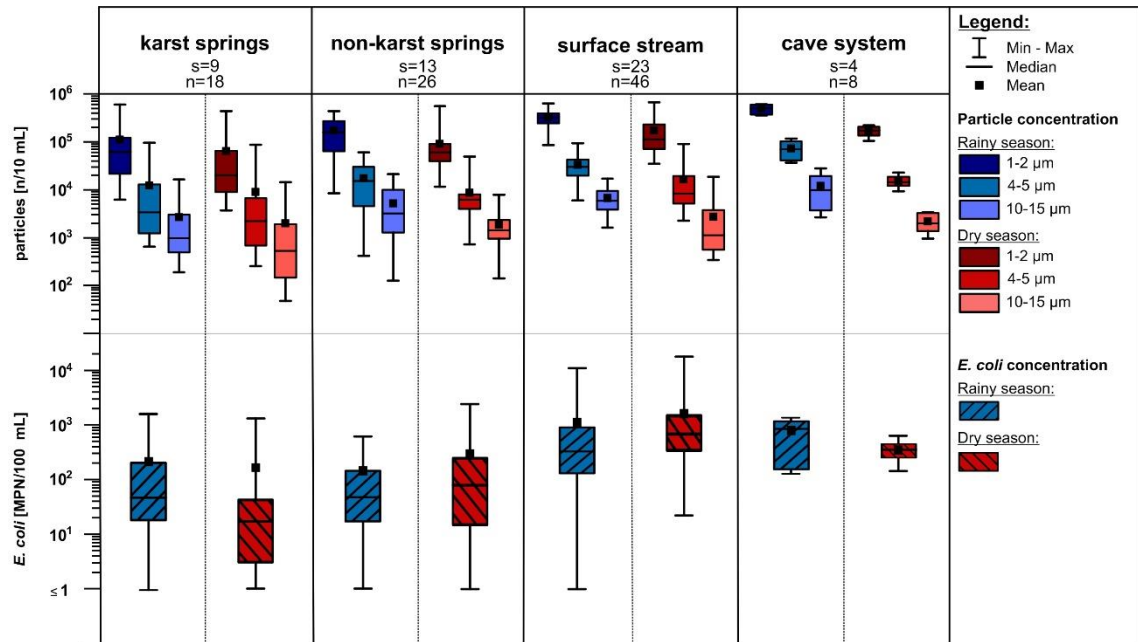 karst springs
s=9
n=18
non-karst springs
s=13
n=26
surface stream
s=23
n=46
cave system
s=4
n=8
particles [n/10 mL]
10⁶
10⁵
10⁴
10³
10²
E. coli [MPN/100 mL]
10⁴
10³
10²
10¹
≤ 1
Legend:
Min - Max
Median
Mean
Particle concentration
Rainy season:
1-2 µm
4-5 µm
10-15 µm
Dry season:
1-2 µm
4-5 µm
10-15 µm
E. coli concentration
Rainy season:
Dry season: